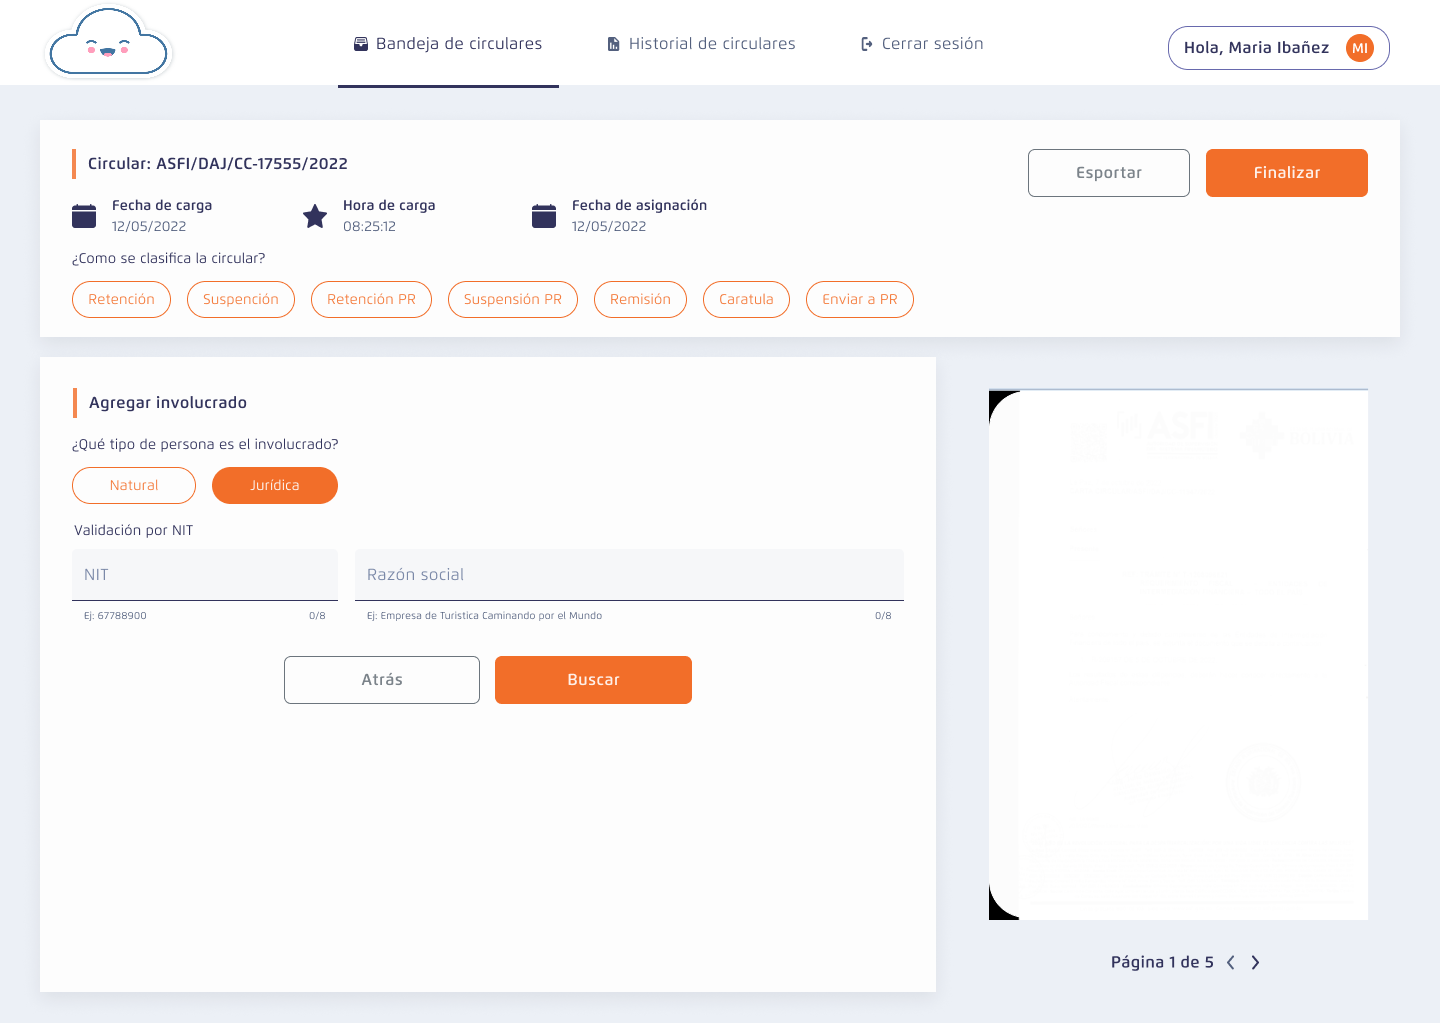 Bandeja de circulares
Historial de circulares
Cerrar sesión
Hola, Maria Ibañez
MI
Circular: ASFI/DAJ/CC-17555/2022
Esportar
Finalizar
Fecha de carga
12/05/2022
Hora de carga
08:25:12
Fecha de asignación
12/05/2022
¿Como se clasifica la circular?
Retención
Suspención
Retención PR
Suspensión PR
Remisión
Caratula
Enviar a PR
Agregar involucrado
¿Qué tipo de persona es el involucrado?
Natural
Jurídica
Validación por NIT
NIT
Razón social
Ej: 67788900
0/8
Ej: Empresa de Turistica Caminando por el Mundo
0/8
Atrás
Buscar
ASFI
Página 1 de 5